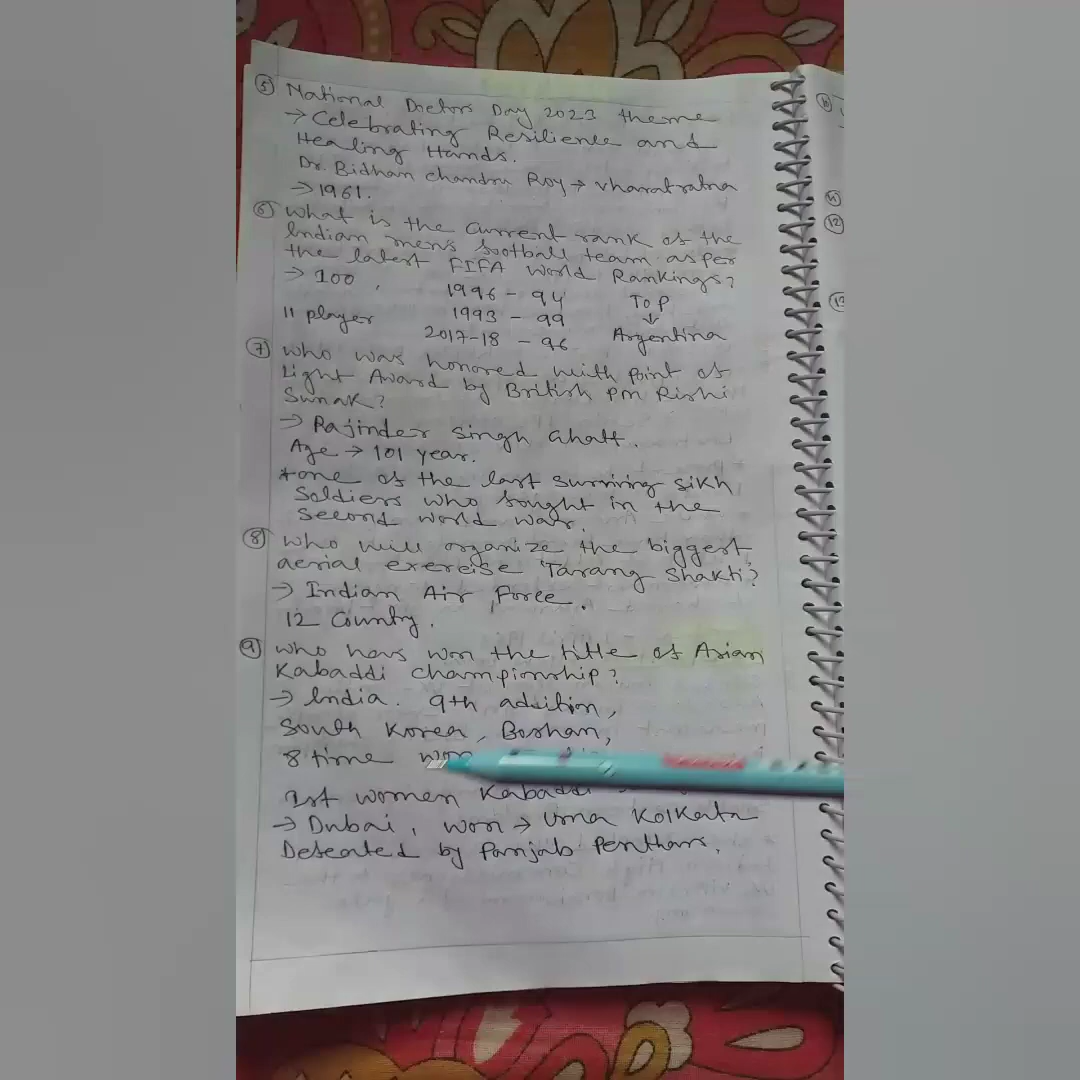 ⑤ National Doctors Day 2023 theme
→ Celebrating Resilience and
Healing Hands.
Dr. Bidhan chandra Roy → vharatratna
→ 1961.
⑥ What is the current rank of the
Indian men's football team as per
the latest FIFA World Rankings?
→ 100,
1996 - 94 Top
11 player 1993 - 99 ↓
2017-18 - 96 Argentina
⑦ Who was honored with Point of
Light Award by British PM Rishi
Sunak?
→ Rajinder Singh Dhatt.
Age → 101 year.
*one of the last surviving Sikh
Soldiers who fought in the
Second World War.
⑧ Who will organize the biggest
aerial exercise 'Tarang Shakti?
→ Indian Air Force.
12 Country.
⑨ Who has won the title of Asian
Kabaddi championship?
→ India. 9th adition,
South Korea, Boshan,
8 time won
1st women Kabaddi
→ Dubai, won → Uma Kolkata
Defeated by Panjab Penthars,
⑫